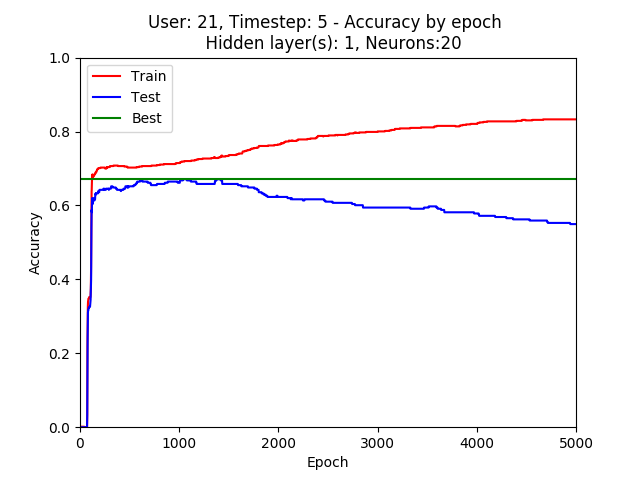 User: 21, Timestep: 5 - Accuracy by epoch
Hidden layer(s): 1, Neurons:20
1.0
0.8
0.6
0.4
0.2
0.0
Accuracy
Train
Test
Best
0
1000
2000
3000
4000
5000
Epoch